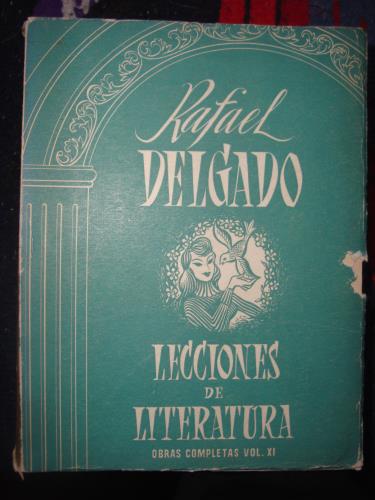 Rafael
DELGADO
LECCIONES
DE
LITERATURA
OBRAS COMPLETAS VOL. XI